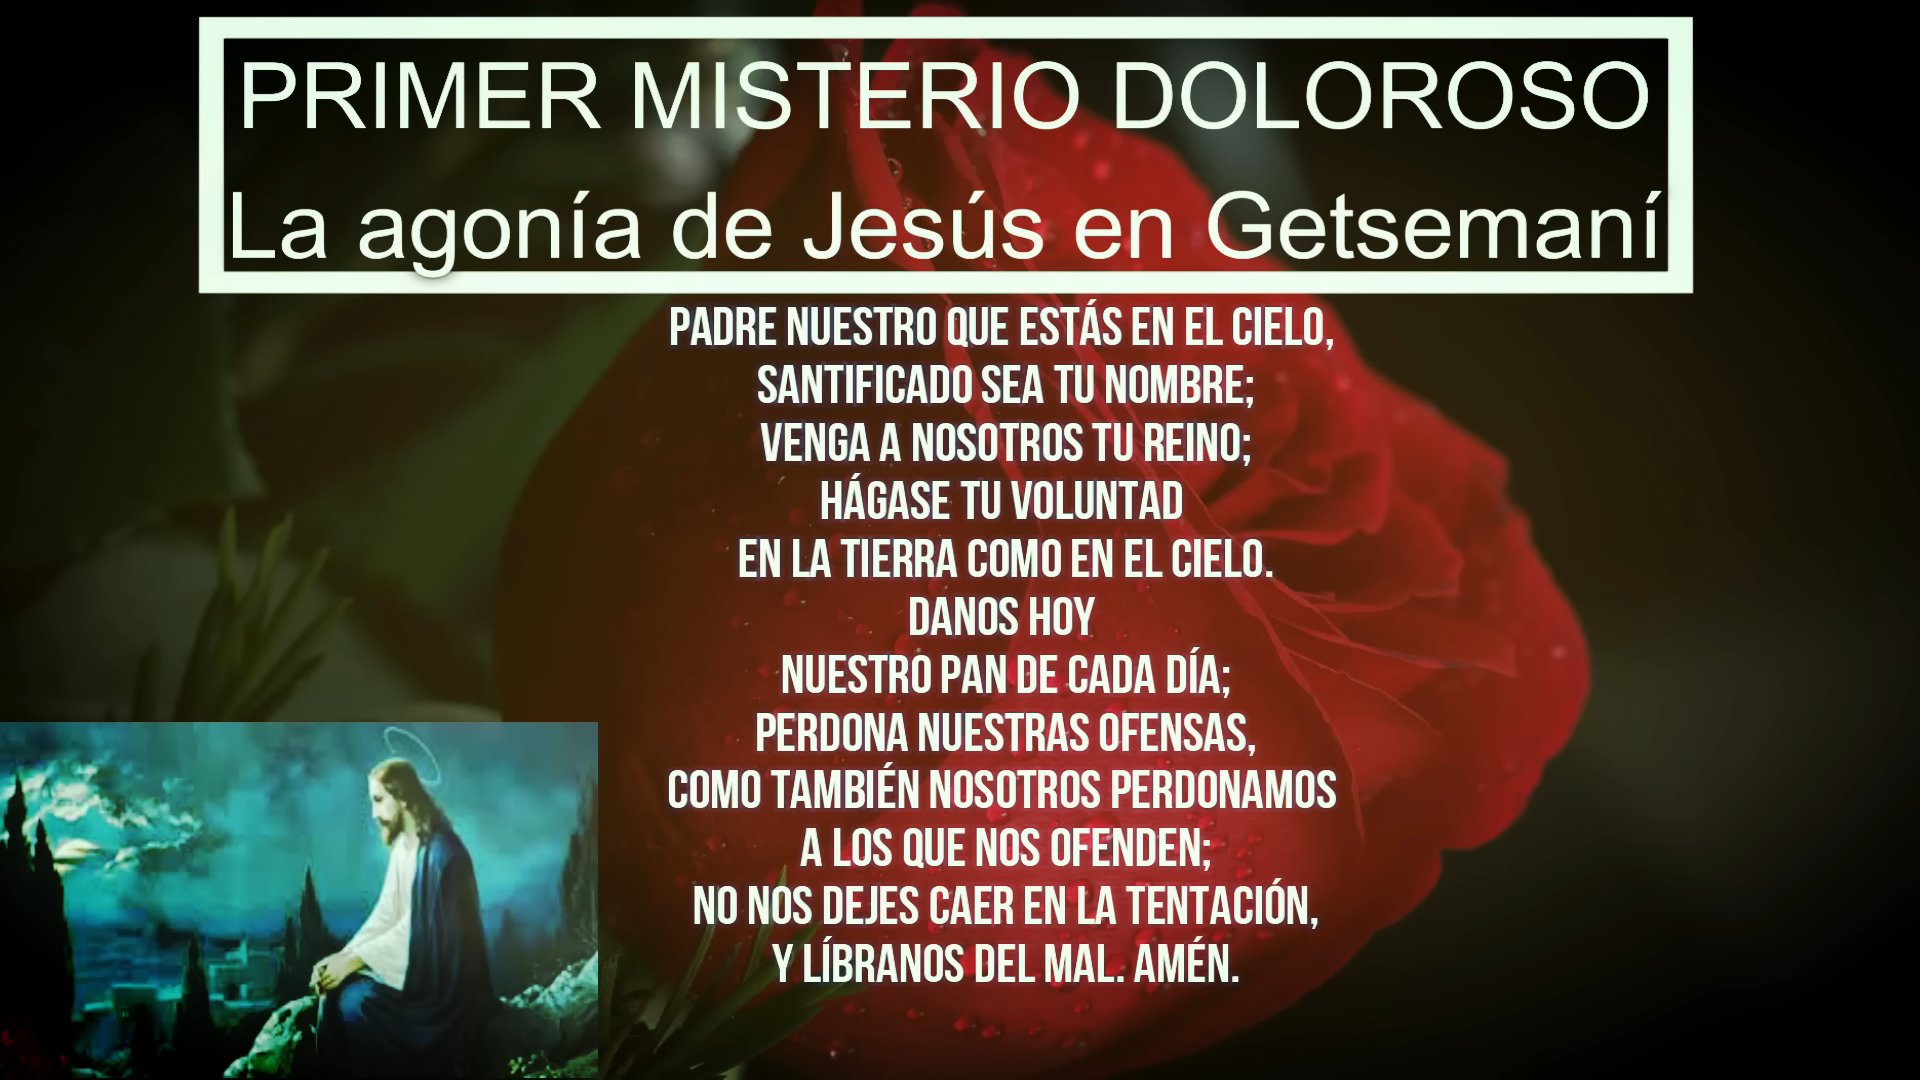 PRIMER MISTERIO DOLOROSO
La agonía de Jesús en Getsemaní
PADRE NUESTRO QUE ESTÁS EN EL CIELO,
SANTIFICADO SEA TU NOMBRE;
VENGA A NOSOTROS TU REINO;
HÁGASE TU VOLUNTAD
EN LA TIERRA COMO EN EL CIELO.
DANOS HOY
NUESTRO PAN DE CADA DÍA;
PERDONA NUESTRAS OFENSAS,
COMO TAMBIÉN NOSOTROS PERDONAMOS
A LOS QUE NOS OFENDEN;
NO NOS DEJES CAER EN LA TENTACIÓN,
Y LÍBRANOS DEL MAL. AMÉN.